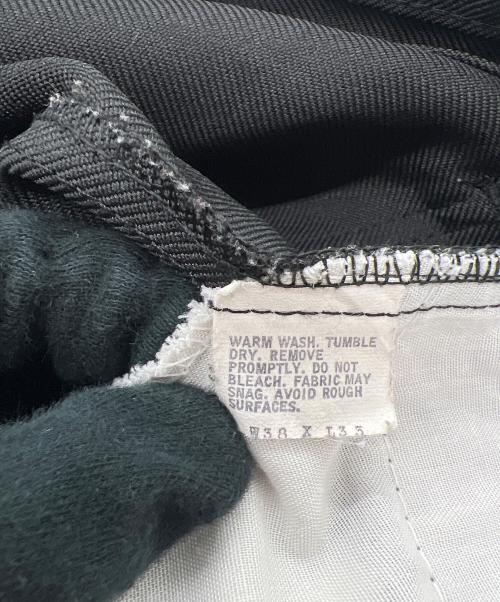 WARM WASH. TUMBLE
DRY. REMOVE
PROMPTLY. DO NOT
BLEACH. FABRIC MAY
SNAG. AVOID ROUGH
SURFACES.
W38 X L33